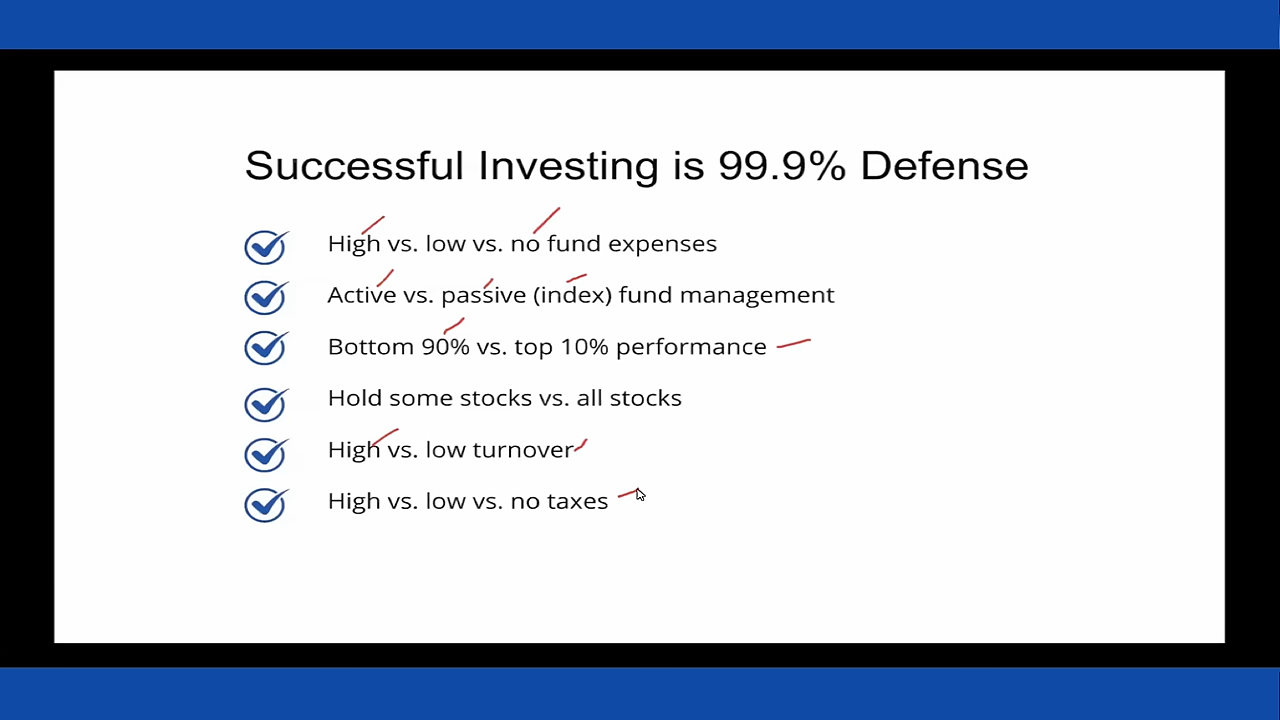 Successful Investing is 99.9% Defense
High vs. low vs. no fund expenses
Active vs. passive (index) fund management
Bottom 90% vs. top 10% performance
Hold some stocks vs. all stocks
High vs. low turnover
High vs. low vs. no taxes